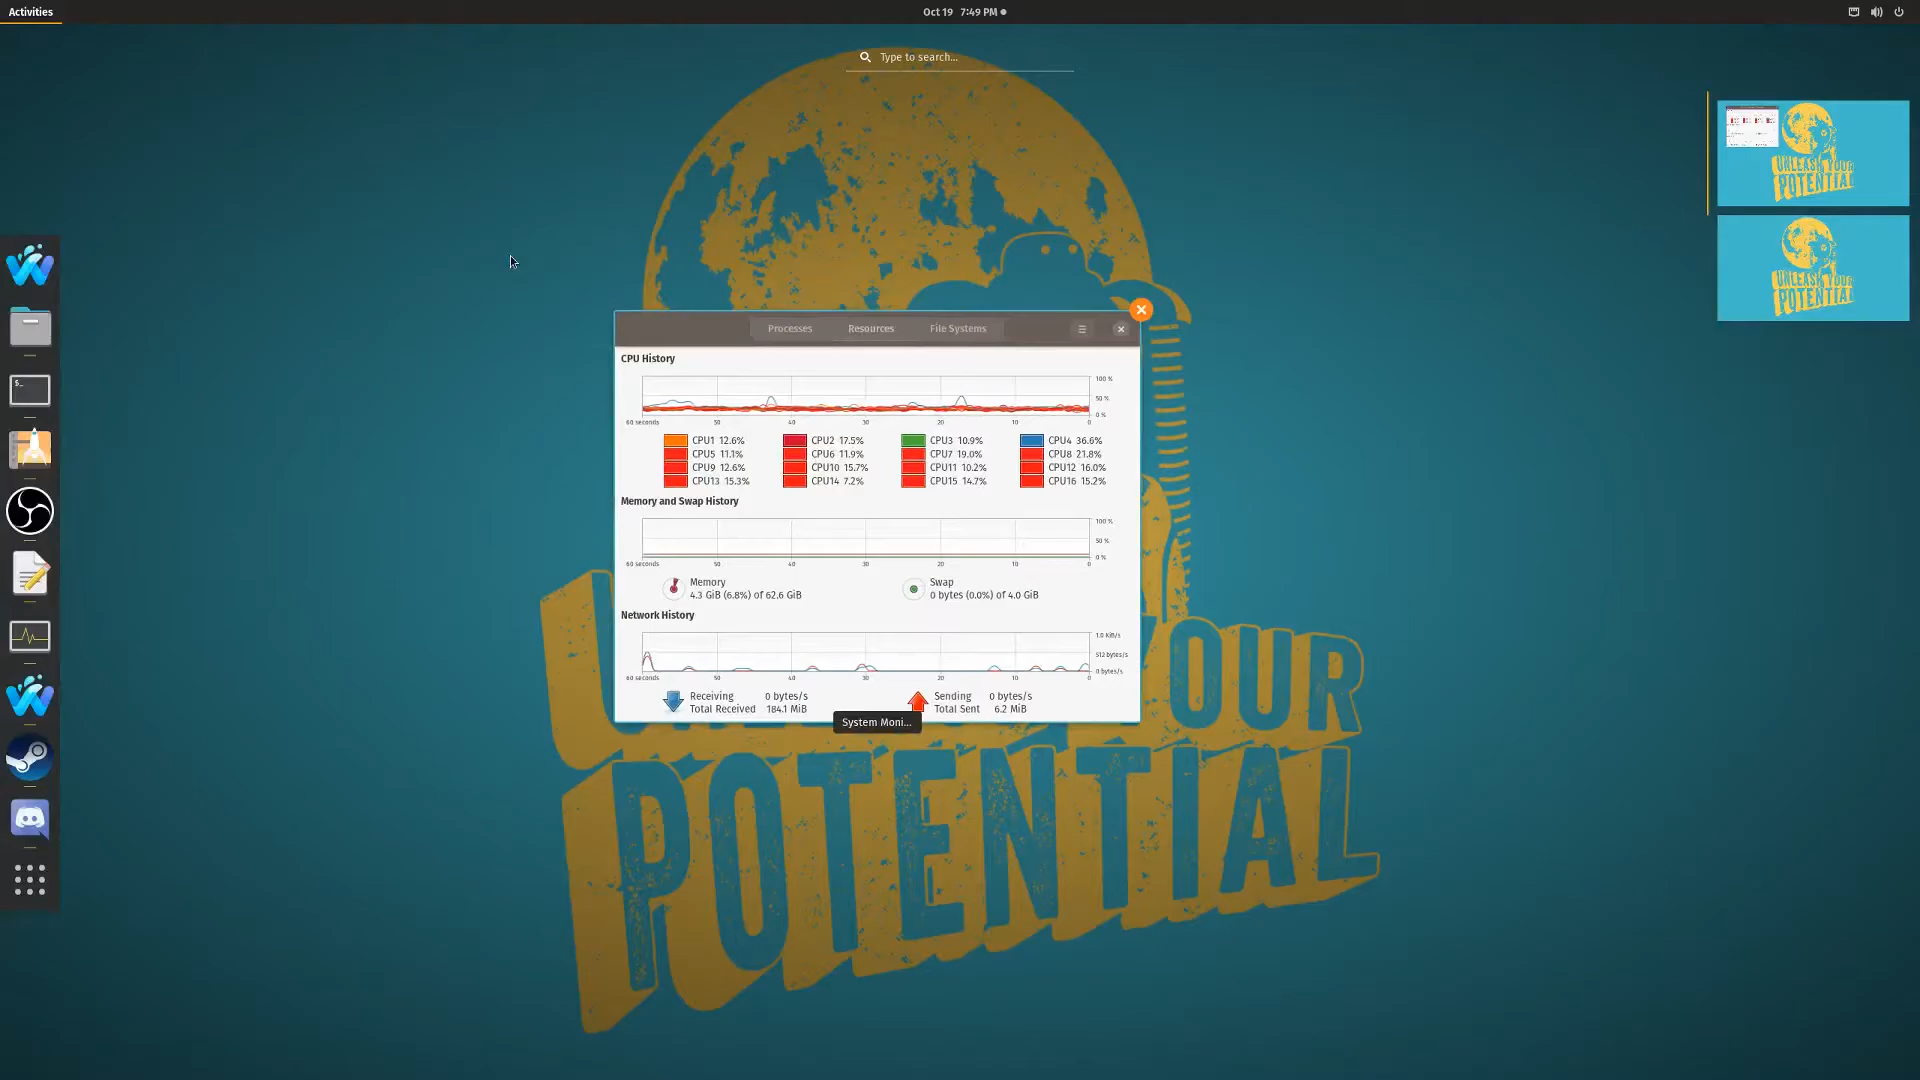 Activities
Oct 19 7:49 PM
Type to search...
UNLEASH YOUR
POTENTIAL
UNLEASH YOUR
POTENTIAL
$_
Processes Resources File Systems
CPU History
100 %
50 %
0 %
60 seconds 50 40 30 20 10 0
CPU1 12.6% CPU2 17.5% CPU3 10.9% CPU4 36.6%
CPU5 11.1% CPU6 11.9% CPU7 19.0% CPU8 21.8%
CPU9 12.6% CPU10 15.7% CPU11 10.2% CPU12 16.0%
CPU13 15.3% CPU14 7.2% CPU15 14.7% CPU16 15.2%
Memory and Swap History
100 %
50 %
0 %
60 seconds 50 40 30 20 10 0
Memory Swap
4.3 GiB (6.8%) of 62.6 GiB 0 bytes (0.0%) of 4.0 GiB
Network History
1.0 KiB/s
512 bytes/s
0 bytes/s
60 seconds 50 40 30 20 10 0
Receiving 0 bytes/s Sending 0 bytes/s
Total Received 184.1 MiB Total Sent 6.2 MiB
System Moni...
YOUR
POTENTIAL